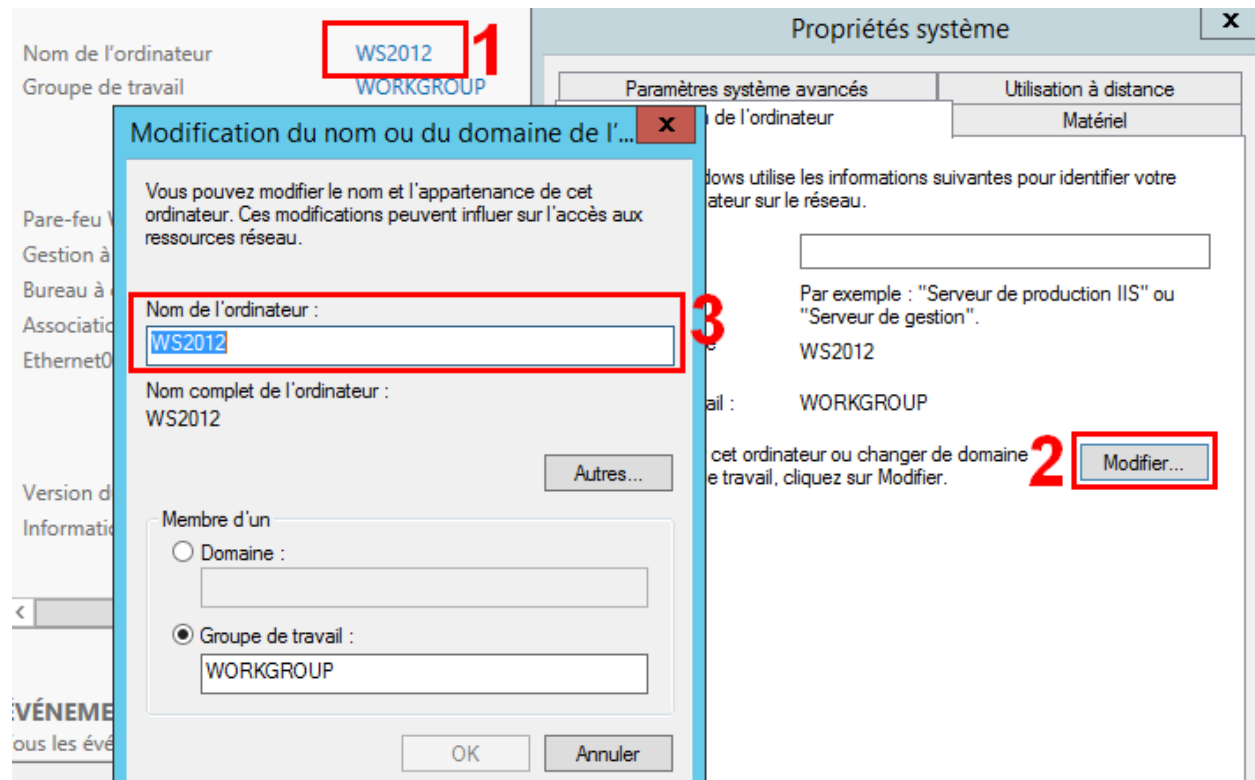 Nom de l'ordinateur WS2012 1
Groupe de travail WORKGROUP
Pare-feu
Gestion à
Bureau à
Ethernet0
Version
ÉVÉNEME
ous les évé
Propriétés système x
Paramètres système avancés Utilisation à distance
de l'ordinateur Matériel
dows utilise les informations suivantes pour identifier votre
ateur sur le réseau.
Par exemple : "Serveur de production IIS" ou
"Serveur de gestion".
WS2012
ail : WORKGROUP
cet ordinateur ou changer de domaine 2 Modifier...
e travail, cliquez sur Modifier.
Modification du nom ou du domaine de l'... x
Vous pouvez modifier le nom et l'appartenance de cet
ordinateur. Ces modifications peuvent influer sur l'accès aux
ressources réseau.
Nom de l'ordinateur :
WS2012 3
Nom complet de l'ordinateur :
WS2012
Autres...
Membre d'un
Domaine :
Groupe de travail :
WORKGROUP
OK Annuler